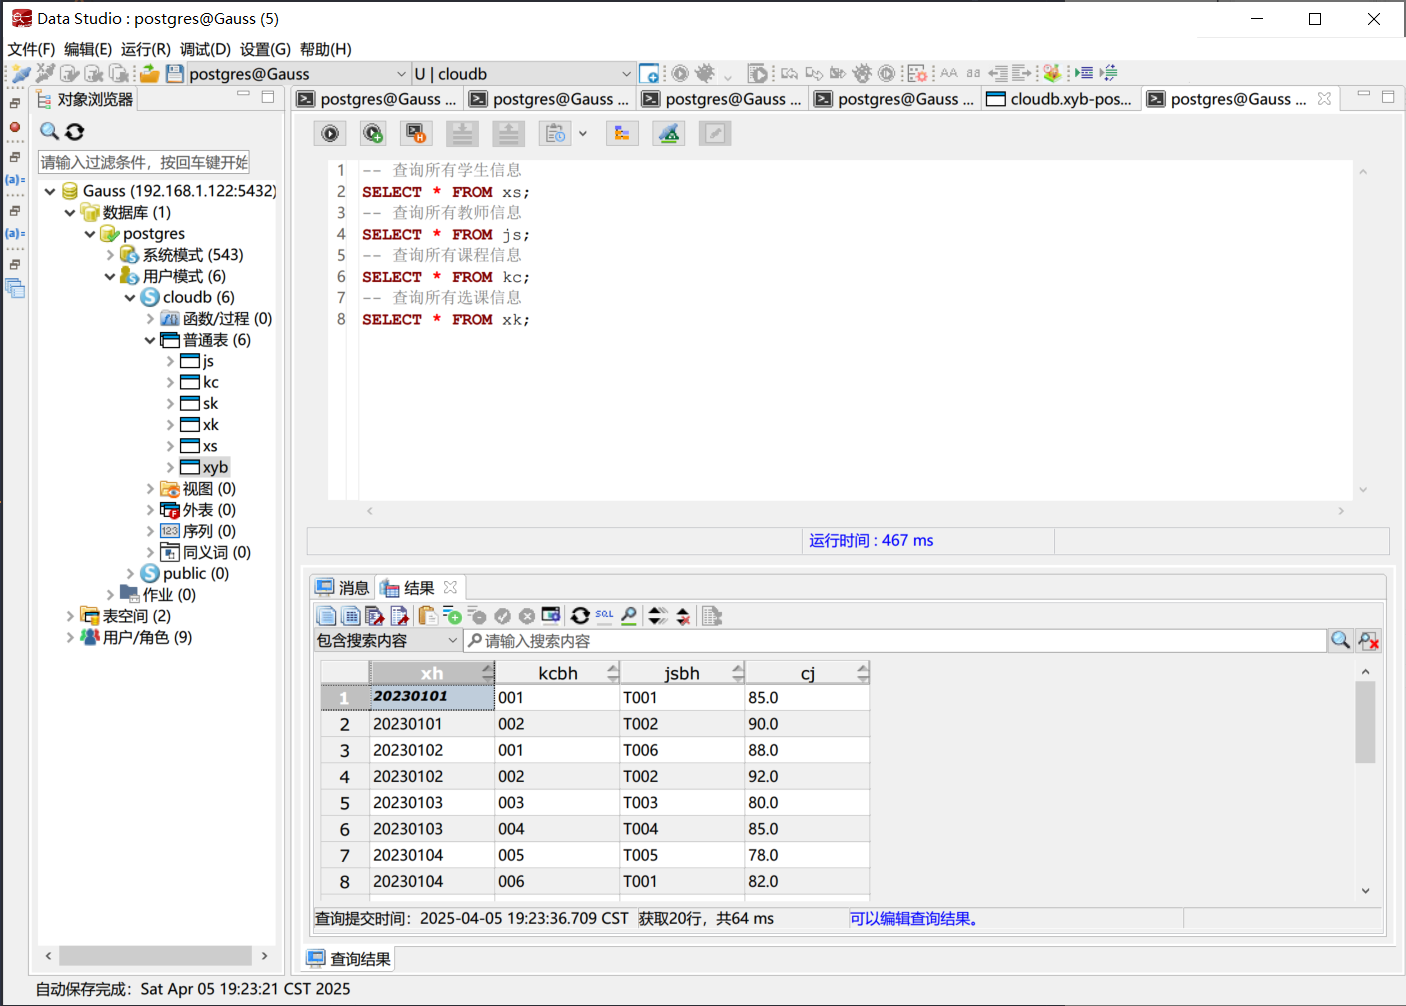 Data Studio : postgres@Gauss (5)
文件(F) 编辑(E) 运行(R) 调试(D) 设置(G) 帮助(H)
postgres@Gauss
U | cloudb
对象浏览器
请输入过滤条件，按回车键开始
Gauss (192.168.1.122:5432)
数据库 (1)
postgres
系统模式 (543)
用户模式 (6)
cloudb (6)
函数/过程 (0)
普通表 (6)
js
kc
sk
xk
xs
xyb
视图 (0)
外表 (0)
序列 (0)
同义词 (0)
public (0)
作业 (0)
表空间 (2)
用户/角色 (9)
postgres@Gauss ...
postgres@Gauss ...
postgres@Gauss ...
postgres@Gauss ...
cloudb.xyb-pos...
postgres@Gauss ...
1 -- 查询所有学生信息
2 SELECT * FROM xs;
3 -- 查询所有教师信息
4 SELECT * FROM js;
5 -- 查询所有课程信息
6 SELECT * FROM kc;
7 -- 查询所有选课信息
8 SELECT * FROM xk;
运行时间 : 467 ms
消息 结果
包含搜索内容 请输入搜索内容
xh kcbh jsbh cj
1 20230101 001 T001 85.0
2 20230101 002 T002 90.0
3 20230102 001 T006 88.0
4 20230102 002 T002 92.0
5 20230103 003 T003 80.0
6 20230103 004 T004 85.0
7 20230104 005 T005 78.0
8 20230104 006 T001 82.0
查询提交时间：2025-04-05 19:23:36.709 CST 获取20行，共64 ms 可以编辑查询结果。
查询结果
自动保存完成：Sat Apr 05 19:23:21 CST 2025